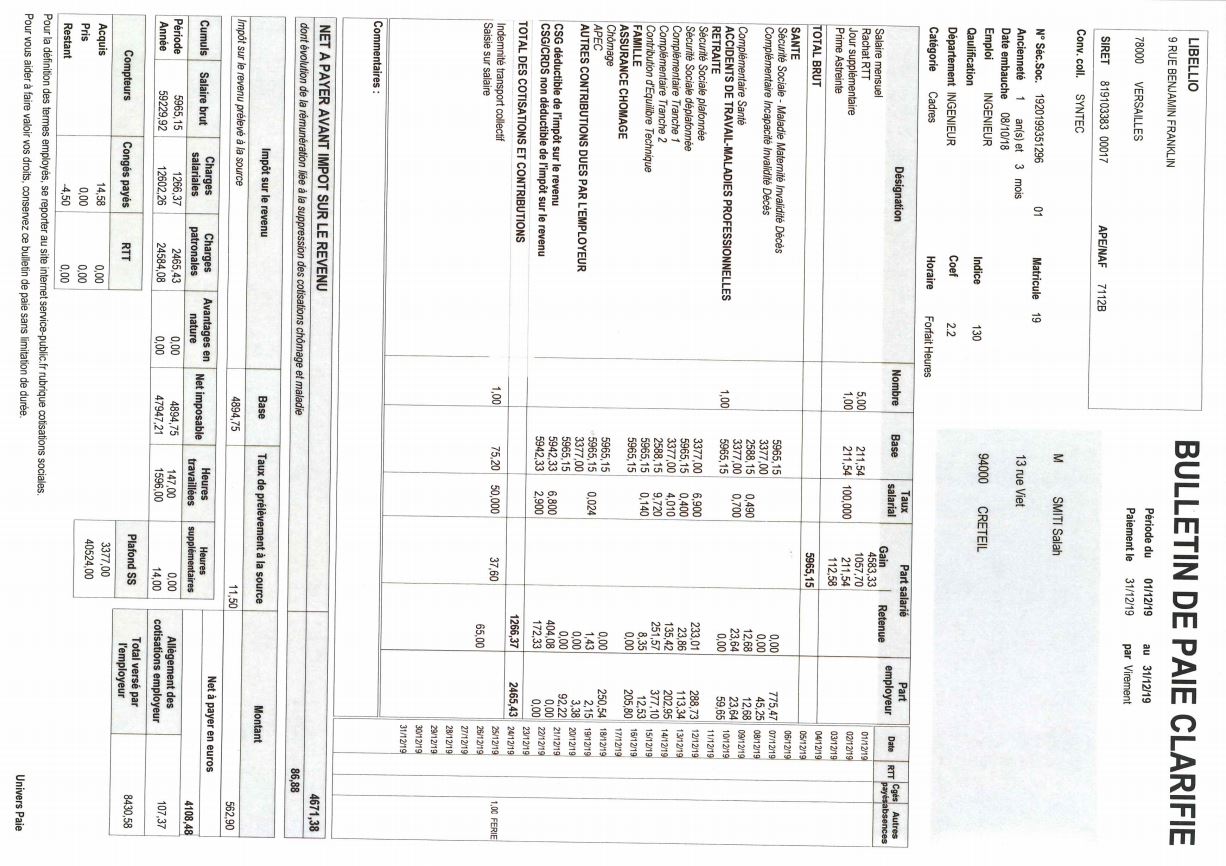 BULLETIN DE PAIE CLARIFIE
LIBELLIO
9 RUE BENJAMIN FRANKLIN
78000 VERSAILLES
SIRET 819103383 00017 APE/NAF 7112B
Période du 01/12/19 au 31/12/19
Paiement le 31/12/19 par Virement
Conv. coll. SYNTEC
N° Séc.Soc. 1920199351296 01 Matricule 19
Ancienneté 1 an(s) et 3 mois
Date embauche 08/10/18
Emploi INGENIEUR
Qaulification Indice 130
Département INGENIEUR Coef 2.2
Catégorie Cadres Horaire Forfait Heures
M SMITI Salah
13 rue Viet
94000 CRETEIL
Désignation Nombre Base Taux salarial Part salarié Gain Retenue Part employeur
Salaire mensuel 4583,33
Rachat RTT 5,00 211,54 1057,70
Jour supplémentaire 1,00 211,54 100,000 211,54
Prime Astreinte 112,58
TOTAL BRUT 5965,15
SANTE
Sécurité Sociale - Maladie Maternité Invalidité Décès 5965,15 0,00 775,47
Complémentaire Incapacité Invalidité Décès 3377,00 0,00 45,25
2588,15 0,490 12,68 12,68
Complémentaire Santé 3377,00 0,700 23,64 23,64
ACCIDENTS DE TRAVAIL-MALADIES PROFESSIONNELLES 1,00 5965,15 0,00 59,65
RETRAITE
Sécurité Sociale plafonnée 3377,00 6,900 233,01 288,73
Sécurité Sociale déplafonnée 5965,15 0,400 23,86 113,34
Complémentaire Tranche 1 3377,00 4,010 135,42 202,95
Complémentaire Tranche 2 2588,15 9,720 251,57 377,10
Contribution d'Equilibre Technique 5965,15 0,140 8,35 12,53
FAMILLE 5965,15 0,00 205,80
ASSURANCE CHOMAGE
Chômage 5965,15 0,00 250,54
APEC 5965,15 0,024 1,43 2,15
3377,00 0,00 3,38
AUTRES CONTRIBUTIONS DUES PAR L'EMPLOYEUR 5965,15 0,00 92,22
CSG déductible de l'impôt sur le revenu 5942,33 6,800 404,08 0,00
CSG/CRDS non déductible de l'impôt sur le revenu 5942,33 2,900 172,33 0,00
TOTAL DES COTISATIONS ET CONTRIBUTIONS 1266,37 2465,43
Indemnité transport collectif 1,00 75,20 50,000 37,60
Saisie sur salaire 65,00
Date RTT Cgés payés Autres absences
01/12/19
02/12/19
03/12/19
04/12/19
05/12/19
06/12/19
07/12/19
08/12/19
09/12/19
10/12/19
11/12/19
12/12/19
13/12/19
14/12/19
15/12/19
16/12/19
17/12/19
18/12/19
19/12/19
20/12/19
21/12/19
22/12/19
23/12/19
24/12/19
25/12/19 1,00 FERIE
26/12/19
27/12/19
28/12/19
29/12/19
30/12/19
31/12/19
Commentaires :
NET A PAYER AVANT IMPOT SUR LE REVENU 4671,38
dont évolution de la rémunération liée à la suppression des cotisations chômage et maladie 86,88
Impôt sur le revenu Base Taux de prélèvement à la source Montant
Impôt sur le revenu prélevé à la source 4894,75 11,50 562,90
Cumuls Salaire brut Charges salariales Charges patronales Avantages en nature Net imposable Heures travaillées Heures supplémentaires
Période 5965,15 1266,37 2465,43 0,00 4894,75 147,00 0,00
Année 59229,92 12602,26 24584,08 0,00 47947,21 1596,00 14,00
Net à payer en euros
4108,48
Allègement des cotisations employeur 107,37
Total versé par l'employeur 8430,58
Compteurs Congés payés RTT
Acquis 14,58 0,00
Pris 0,00 0,00
Restant -4,50 0,00
Plafond SS
3377,00
40524,00
Pour la définition des termes employés, se reporter au site internet service-public.fr rubrique cotisations sociales.
Pour vous aider à faire valoir vos droits, conservez ce bulletin de paie sans limitation de durée.
Univers Paie